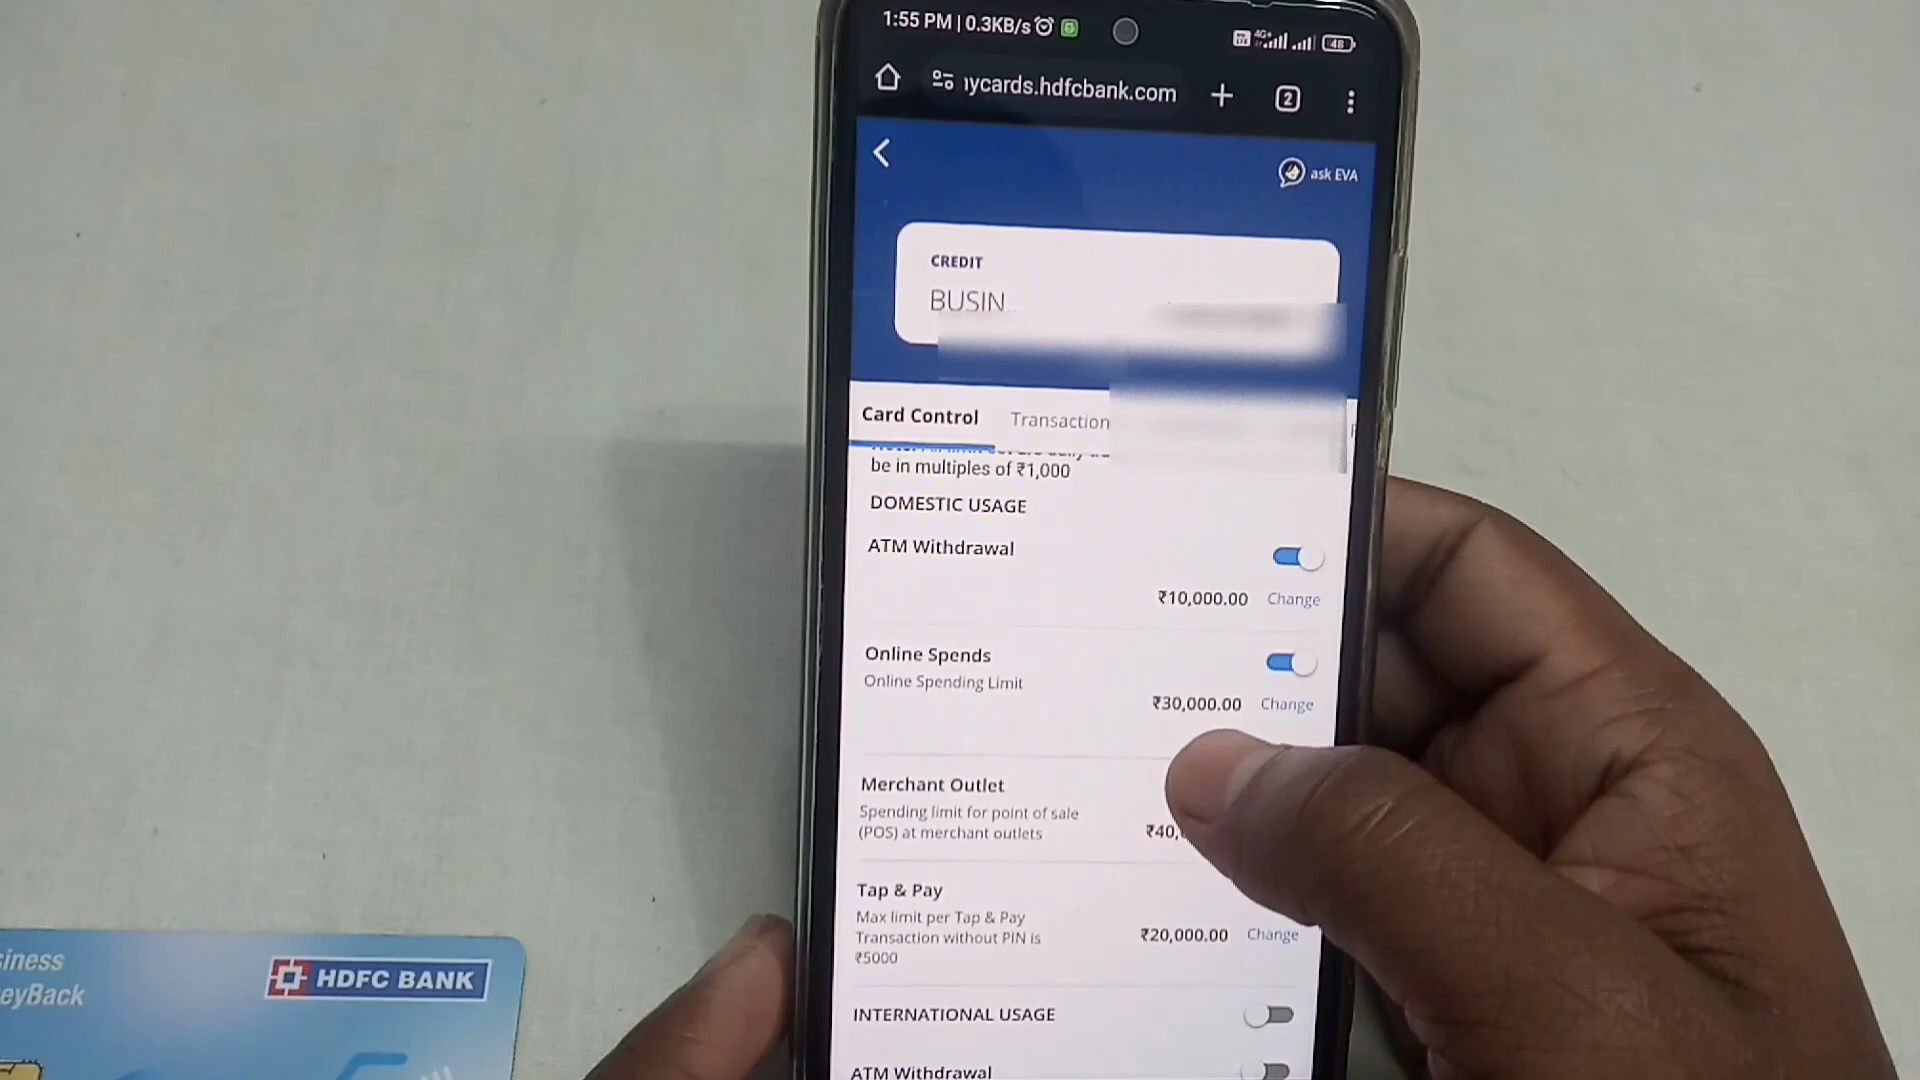 1:55 PM | 0.3KB/s
4G+
48
ycards.hdfcbank.com
2
ask EVA
CREDIT
BUSIN..
Card Control
Transaction
be in multiples of ₹1,000
DOMESTIC USAGE
ATM Withdrawal
₹10,000.00 Change
Online Spends
Online Spending Limit
₹30,000.00 Change
Merchant Outlet
Spending limit for point of sale
(POS) at merchant outlets
₹40,
Tap & Pay
Max limit per Tap & Pay
Transaction without PIN is
₹5000
₹20,000.00 Change
INTERNATIONAL USAGE
ATM Withdrawal
siness
eyBack
HDFC BANK